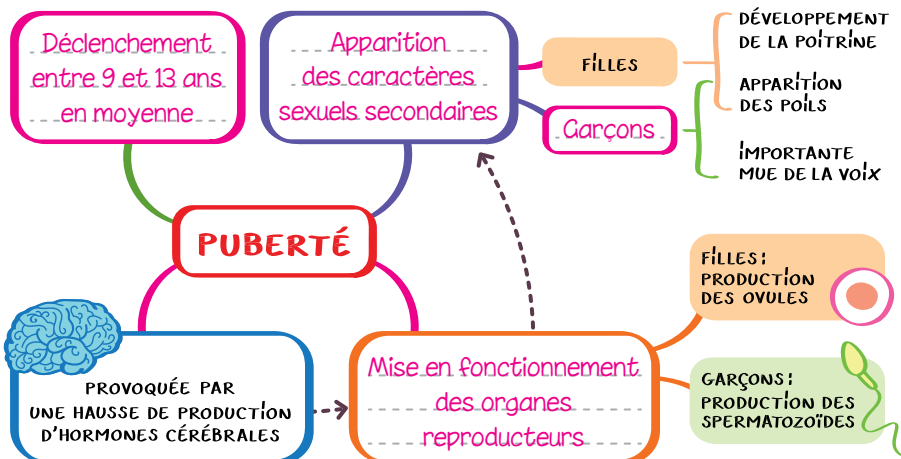 Déclenchement
entre 9 et 13 ans
en moyenne
Apparition
des caractères
sexuels secondaires
FILLES
DÉVELOPPEMENT
DE LA POITRINE
APPARITION
DES POILS
Garçons
IMPORTANTE
MUE DE LA VOIX
PUBERTÉ
PROVOQUÉE PAR
UNE HAUSSE DE PRODUCTION
D'HORMONES CÉRÉBRALES
Mise en fonctionnement
des organes
reproducteurs
FILLES :
PRODUCTION
DES OVULES
GARÇONS :
PRODUCTION DES
SPERMATOZOÏDES